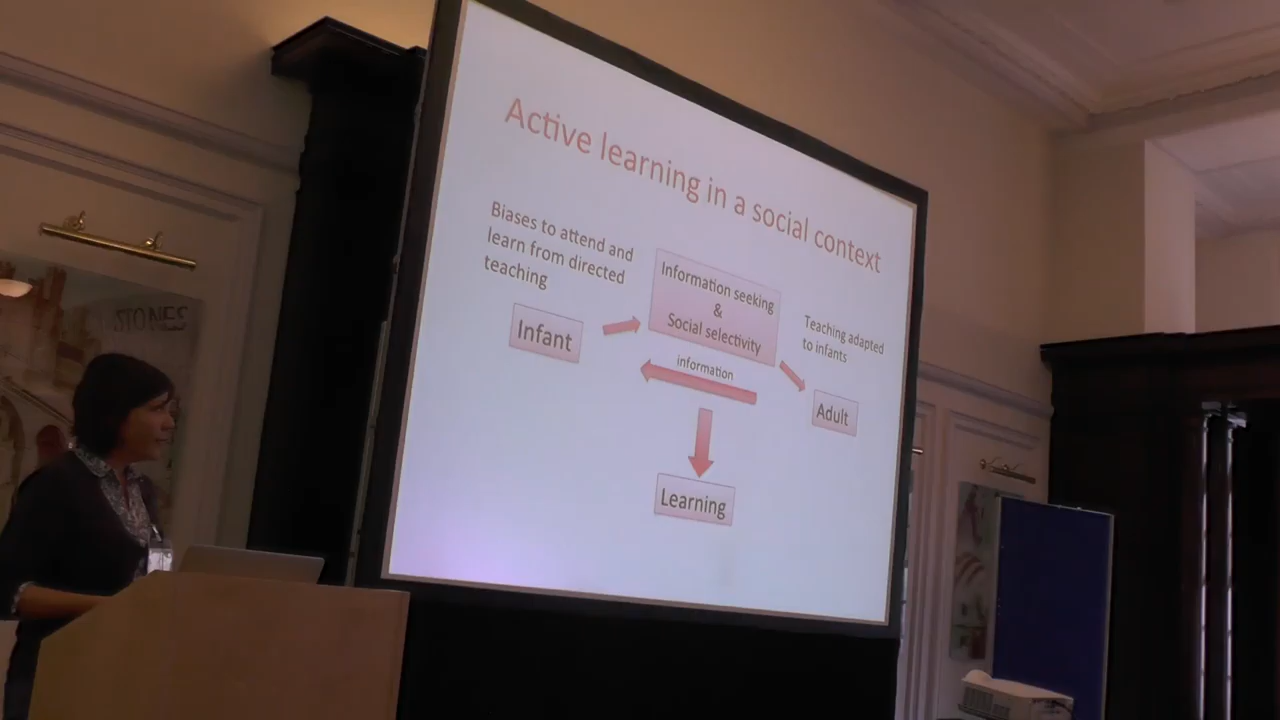 Active learning in a social context
Biases to attend and
learn from directed
teaching
Infant
Information seeking
&
Social selectivity
Teaching adapted
to infants
information
Adult
Learning
STONES